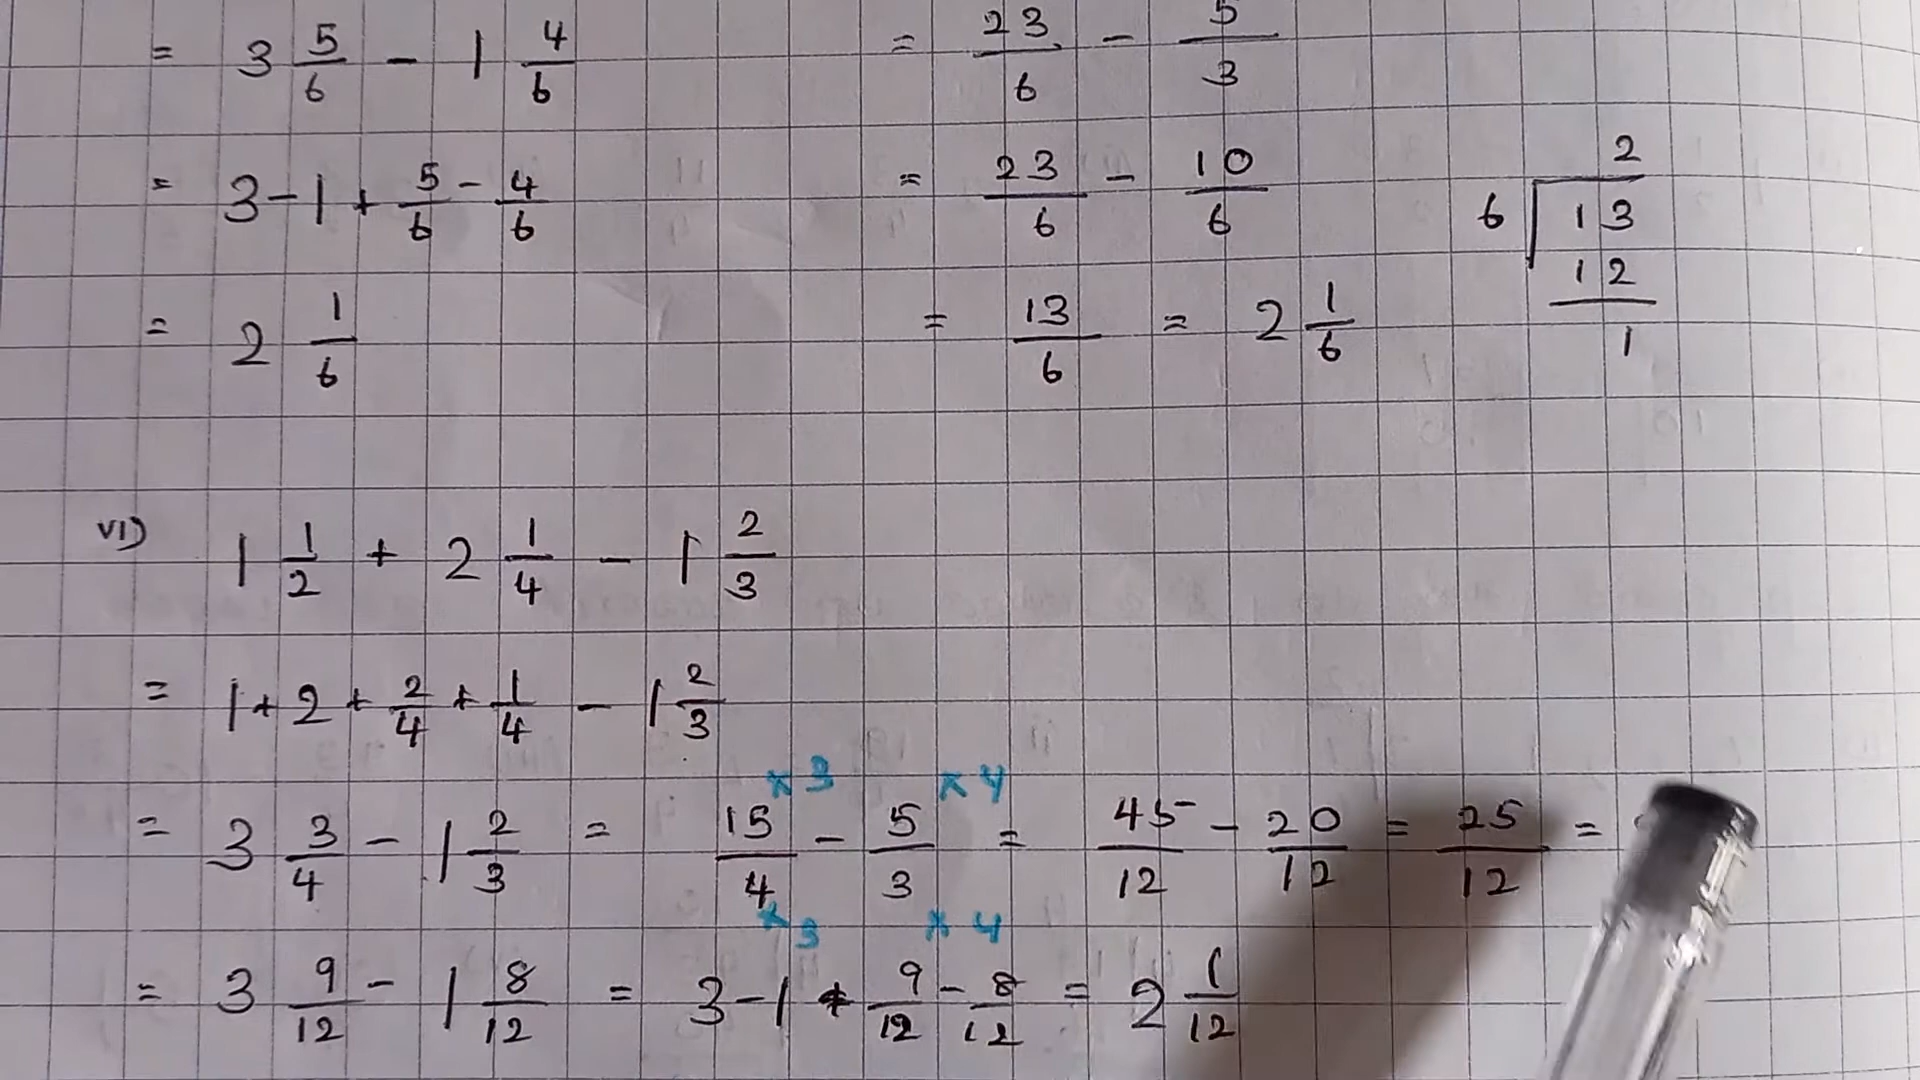 = 3 5/6 - 1 4/6
= 3 - 1 + 5/6 - 4/6
= 2 1/6
= 23/6 - 5/3
= 23/6 - 10/6
= 13/6 = 2 1/6
2
6 13
12
1
VI) 1 1/2 + 2 1/4 - 1 2/3
= 1 + 2 + 2/4 + 1/4 - 1 2/3
× 3 × 4
= 3 3/4 - 1 2/3 = 15/4 - 5/3 = 45/12 - 20/12 = 25/12 =
× 3 × 4
= 3 9/12 - 1 8/12 = 3 - 1 + 9/12 - 8/12 = 2 1/12